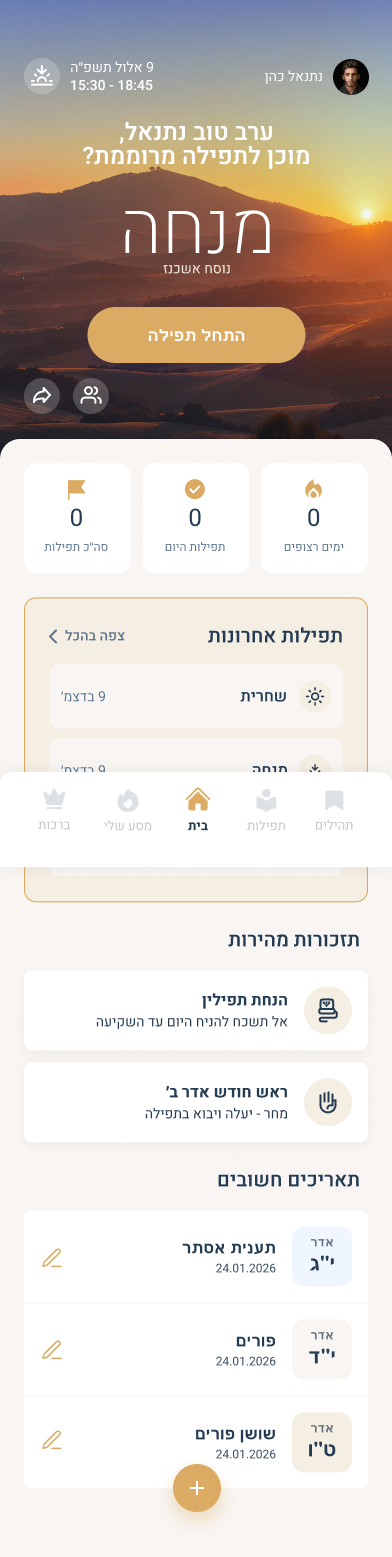 נתנאל כהן
9 אלול תשפ"ה
15:30 - 18:45
ערב טוב נתנאל,
מוכן לתפילה מרוממת?
מנחה
נוסח אשכנז
התחל תפילה
0
ימים רצופים
0
תפילות היום
0
סה"כ תפילות
תפילות אחרונות
צפה בהכל
שחרית
9 בדצמ'
מנחה
9 בדצמ'
תהילים
תפילות
בית
מסע שלי
ברכות
תזכורות מהירות
הנחת תפילין
אל תשכח להניח היום עד השקיעה
ראש חודש אדר ב'
מחר - יעלה ויבוא בתפילה
תאריכים חשובים
אדר
י"ג
תענית אסתר
24.01.2026
אדר
י"ד
פורים
24.01.2026
אדר
ט"ו
שושן פורים
24.01.2026